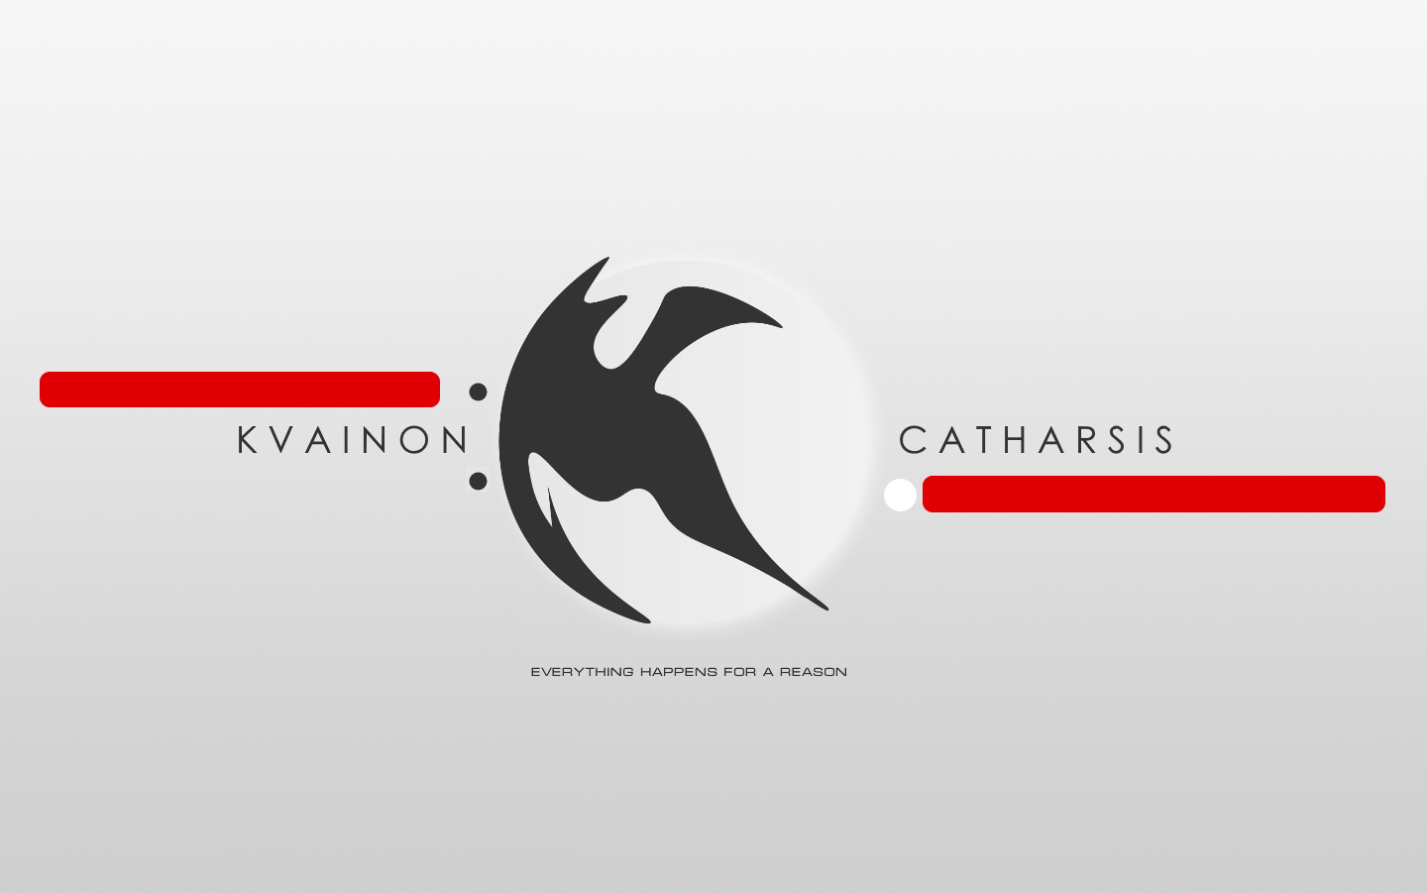 KVAINON
CATHARSIS
EVERYTHING HAPPENS FOR A REASON